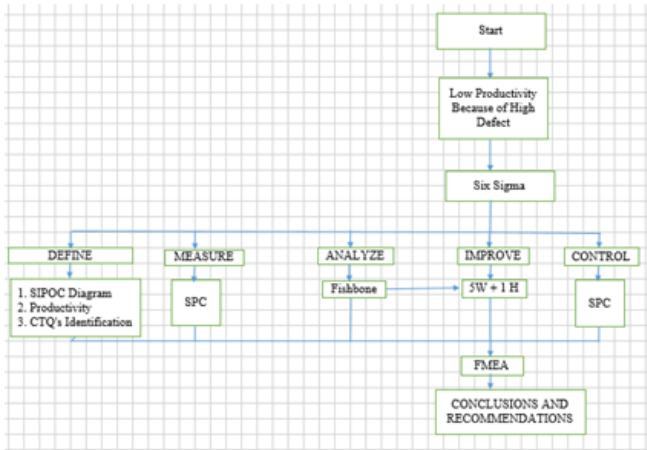 Start
Low Productivity
Because of High
Defect
Six Sigma
DEFINE
MEASURE
ANALYZE
IMPROVE
CONTROL
1. SIPOC Diagram
2. Productivity
3. CTQ's Identification
SPC
Fishbone
5W + 1 H
SPC
FMEA
CONCLUSIONS AND
RECOMMENDATIONS